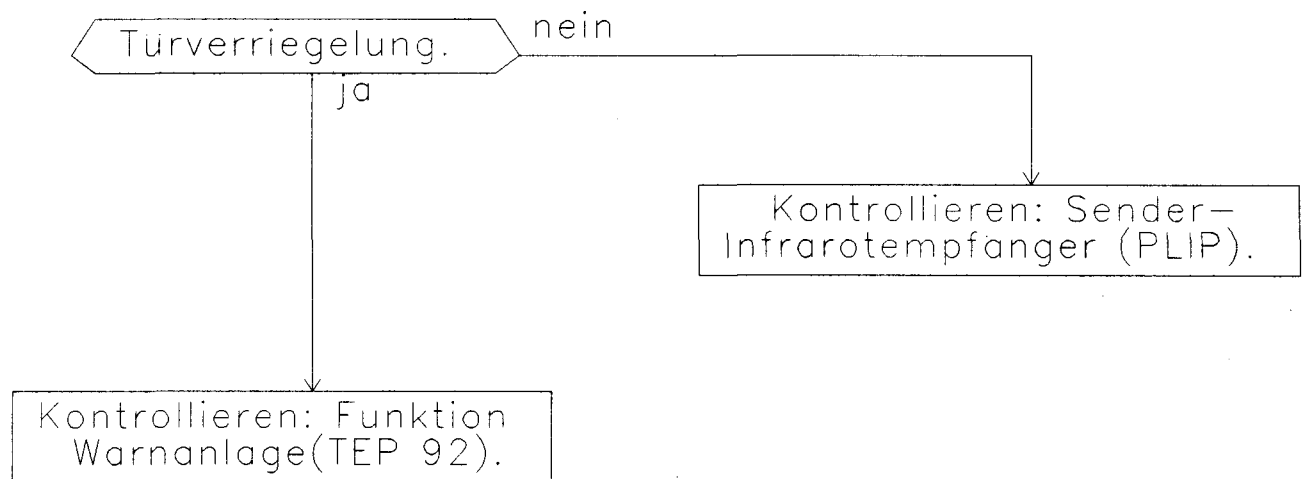 Türverriegelung.
nein
ja
Kontrollieren: Sender-
Infrarotempfänger (PLIP).
Kontrollieren: Funktion
Warnanlage(TEP 92).